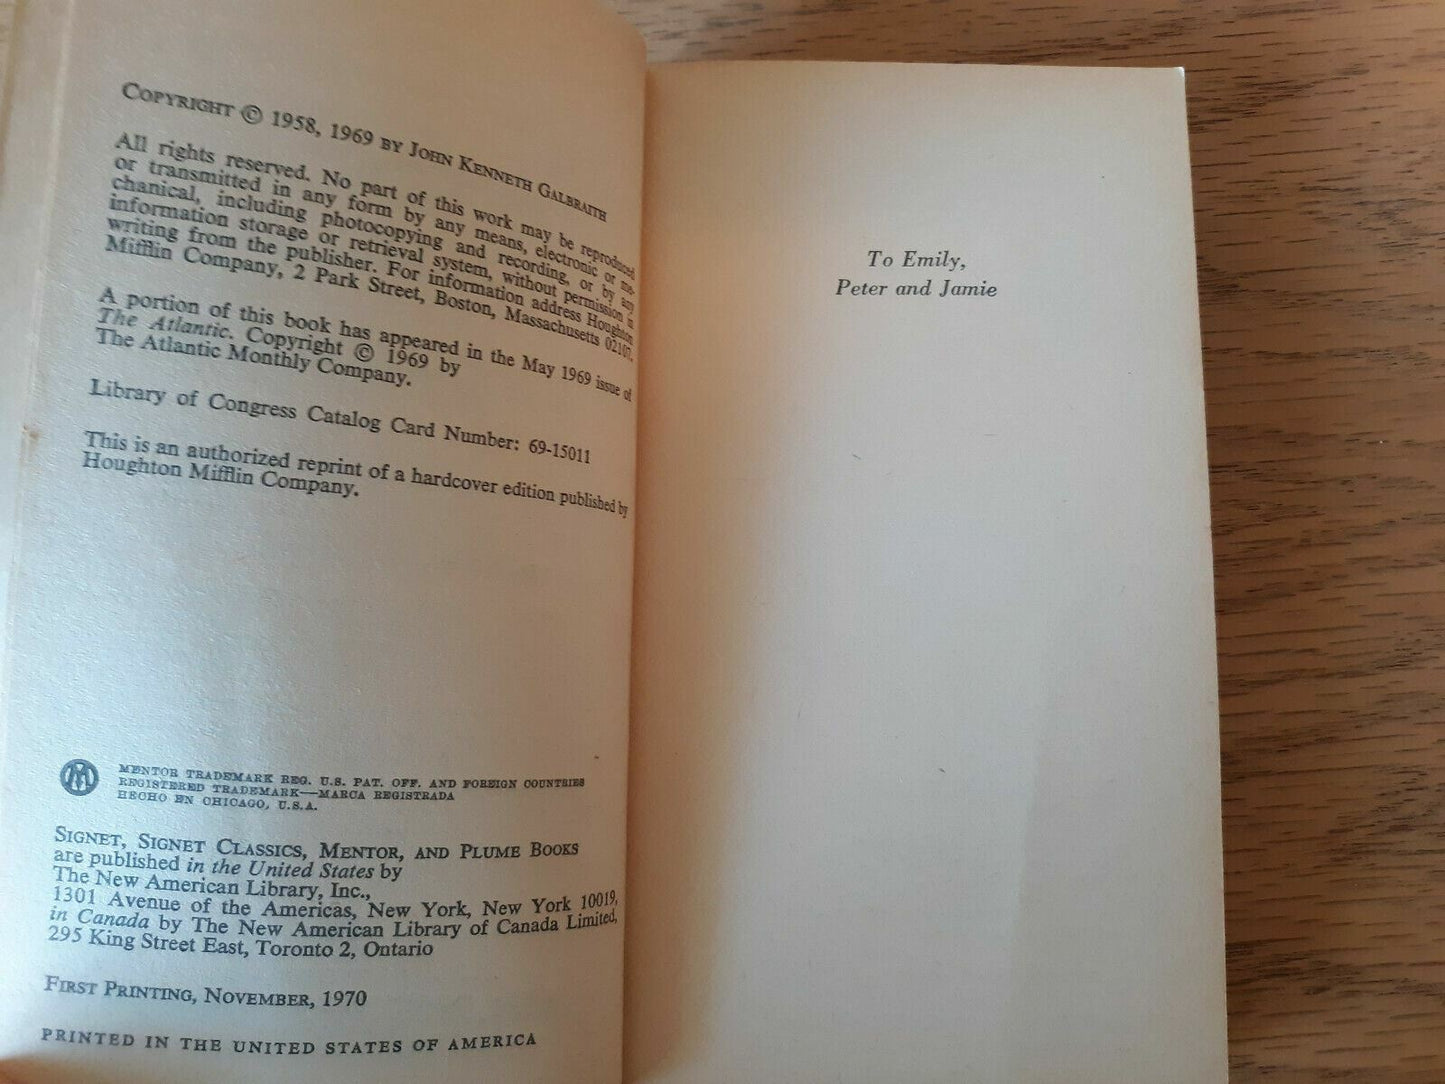 COPYRIGHT © 1958, 1969 BY JOHN KENNETH GALBRAITH
All rights reserved. No part of this work may be reproduced
or transmitted in any form by any means, electronic or me-
chanical, including photocopying and recording, or by any
information storage or retrieval system, without permission in
writing from the publisher. For information address Houghton
Mifflin Company, 2 Park Street, Boston, Massachusetts 02107.
A portion of this book has appeared in the May 1969 issue of
The Atlantic. Copyright © 1969 by
The Atlantic Monthly Company.
Library of Congress Catalog Card Number: 69-15011
This is an authorized reprint of a hardcover edition published by
Houghton Mifflin Company.
M
MENTOR TRADEMARK REG. U.S. PAT. OFF. AND FOREIGN COUNTRIES
REGISTERED TRADEMARK—MARCA REGISTRADA
HECHO EN CHICAGO, U.S.A.
SIGNET, SIGNET CLASSICS, MENTOR, AND PLUME BOOKS
are published in the United States by
The New American Library, Inc.,
1301 Avenue of the Americas, New York, New York 10019,
in Canada by The New American Library of Canada Limited,
295 King Street East, Toronto 2, Ontario
FIRST PRINTING, NOVEMBER, 1970
PRINTED IN THE UNITED STATES OF AMERICA
To Emily,
Peter and Jamie